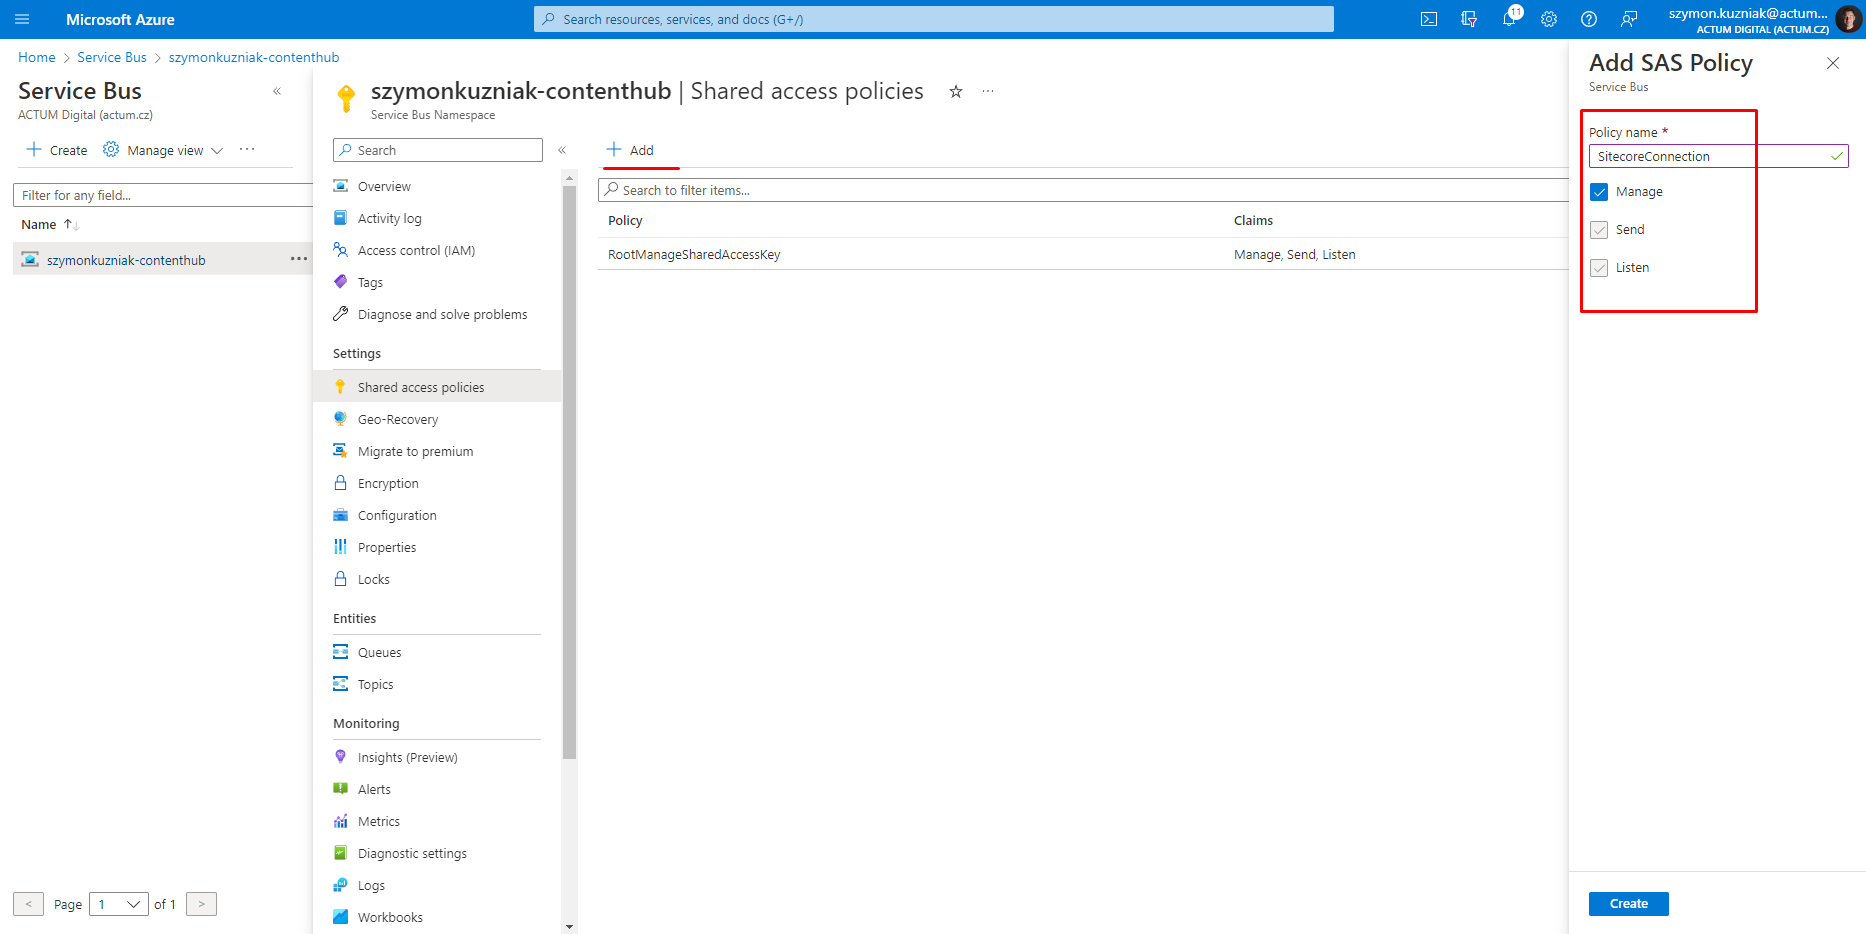 Microsoft Azure
Search resources, services, and docs (G+/)
11
szymon.kuzniak@actum...
ACTUM DIGITAL (ACTUM.CZ)
Home > Service Bus > szymonkuzniak-contenthub
Service Bus
ACTUM Digital (actum.cz)
Create
Manage view
Filter for any field...
Name
szymonkuzniak-contenthub
< Page 1 of 1 >
szymonkuzniak-contenthub | Shared access policies
Service Bus Namespace
Search
Overview
Activity log
Access control (IAM)
Tags
Diagnose and solve problems
Settings
Shared access policies
Geo-Recovery
Migrate to premium
Encryption
Configuration
Properties
Locks
Entities
Queues
Topics
Monitoring
Insights (Preview)
Alerts
Metrics
Diagnostic settings
Logs
Workbooks
Add
Search to filter items...
Policy Claims
RootManageSharedAccessKey Manage, Send, Listen
Add SAS Policy
Service Bus
Policy name *
SitecoreConnection
Manage
Send
Listen
Create